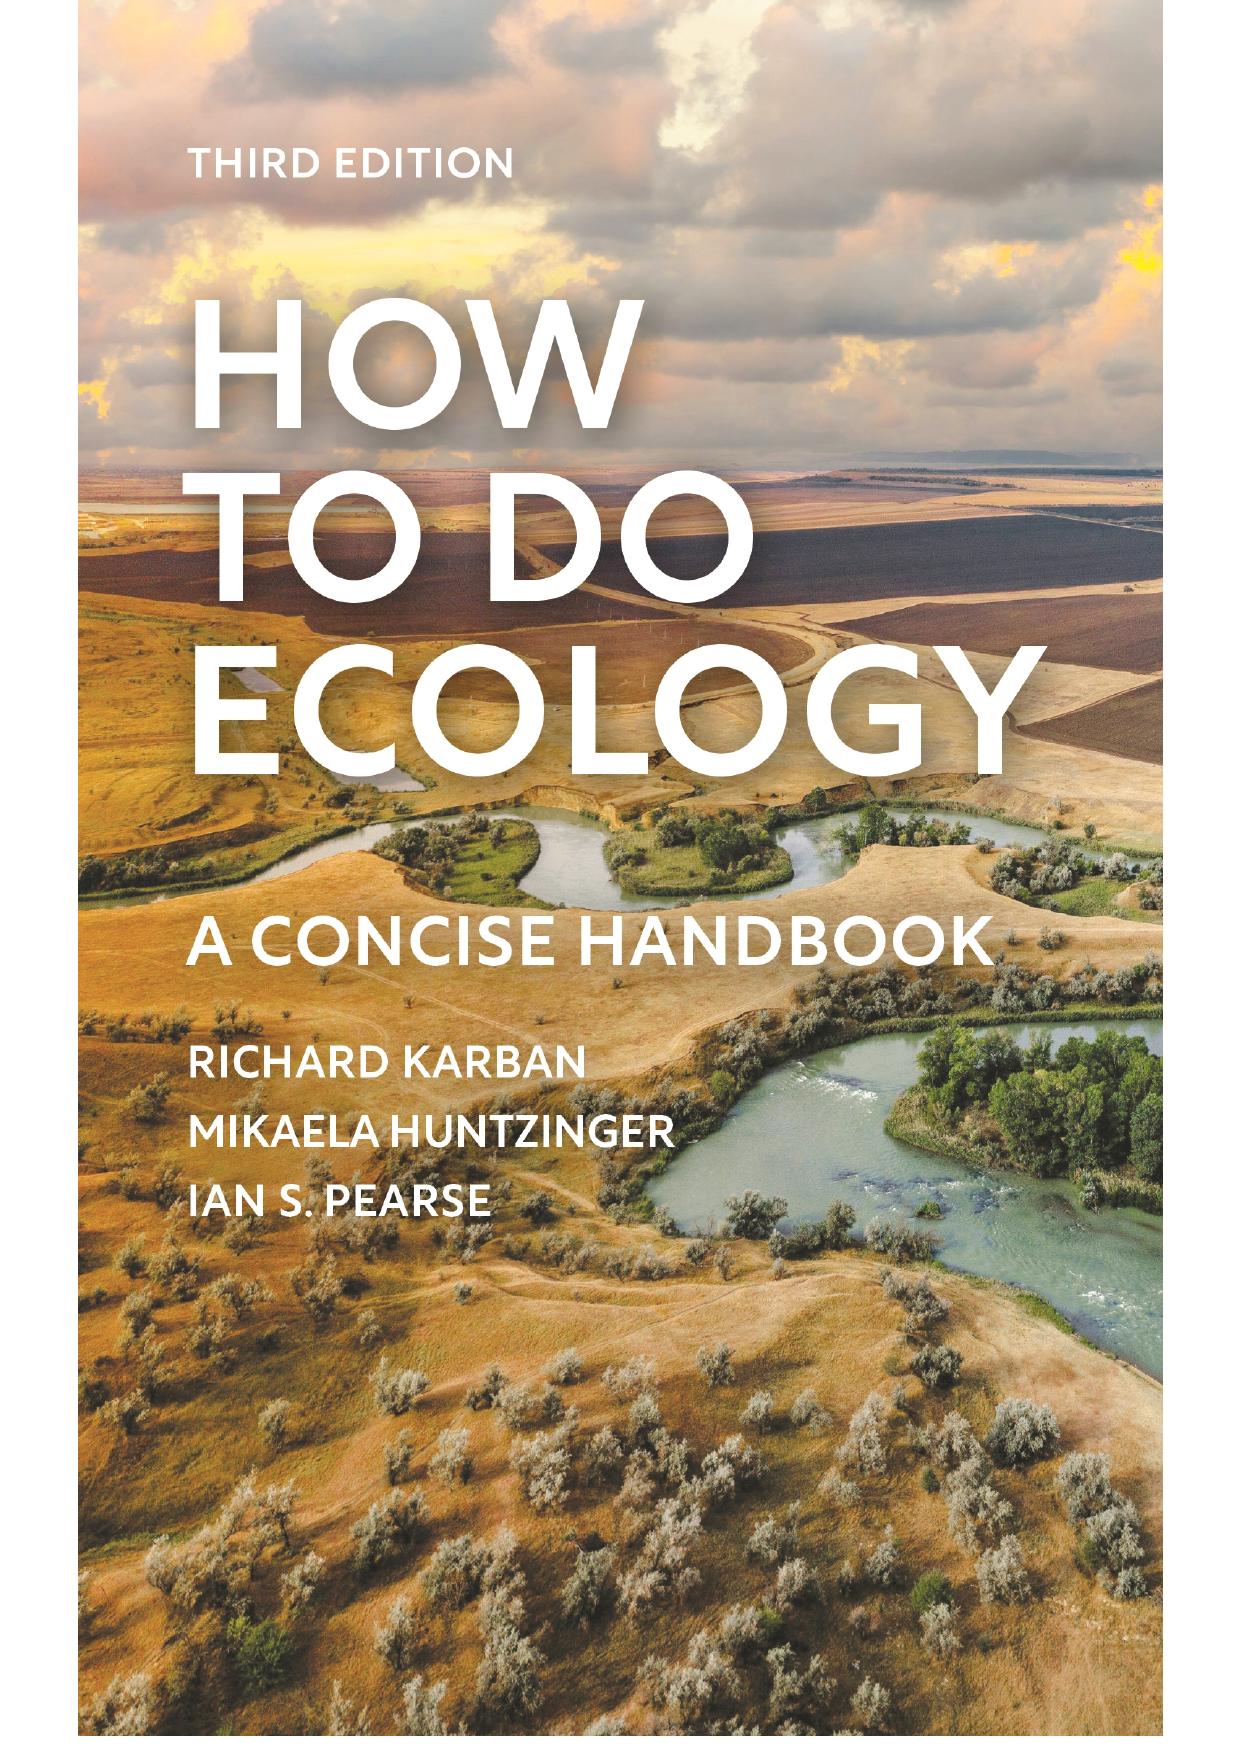 THIRD EDITION
HOW
TO DO
ECOLOGY
A CONCISE HANDBOOK
RICHARD KARBAN
MIKAELA HUNTZINGER
IAN S. PEARSE